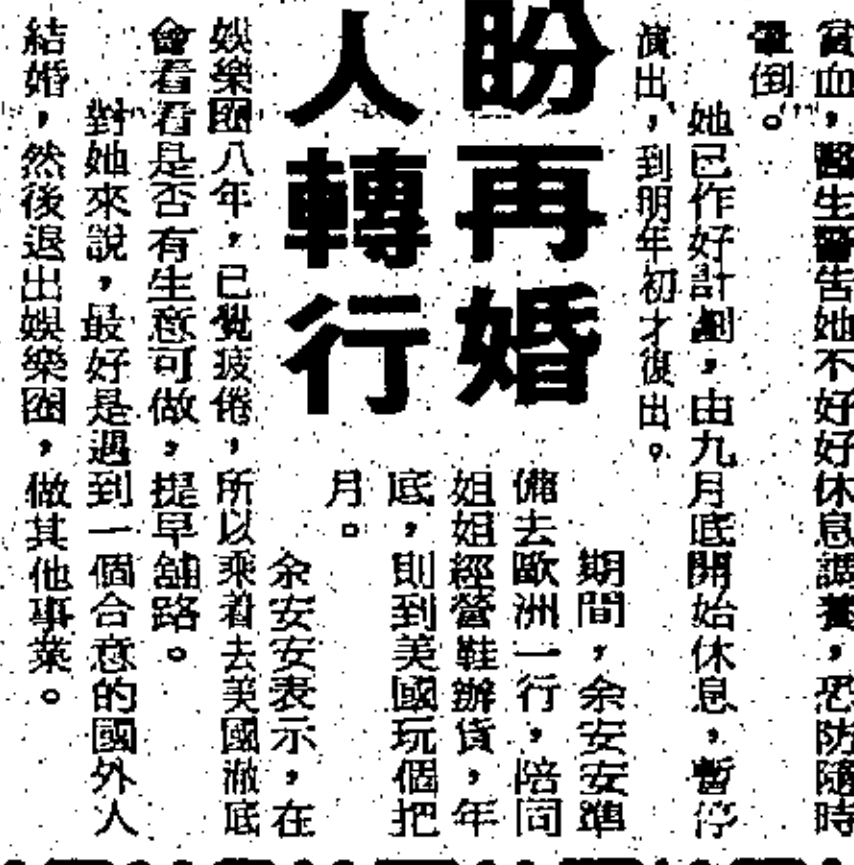 貧血，醫生警告她不好好休息調養，恐防隨時
暈倒。
她已作好計劃，由九月底開始休息，暫停
演出，到明年初才復出。
盼再婚
人轉行
期間，余安安準
備去歐洲一行，陪同
姐姐經營鞋辦貨，年
底，則到美國玩個把
月。
余安安表示，在
娛樂圈八年，已覺疲倦，所以乘着去美國澈底
會看看是否有生意可做，提早舖路。
對她來說，最好是遇到一個合意的國外人
結婚，然後退出娛樂圈，做其他事業。